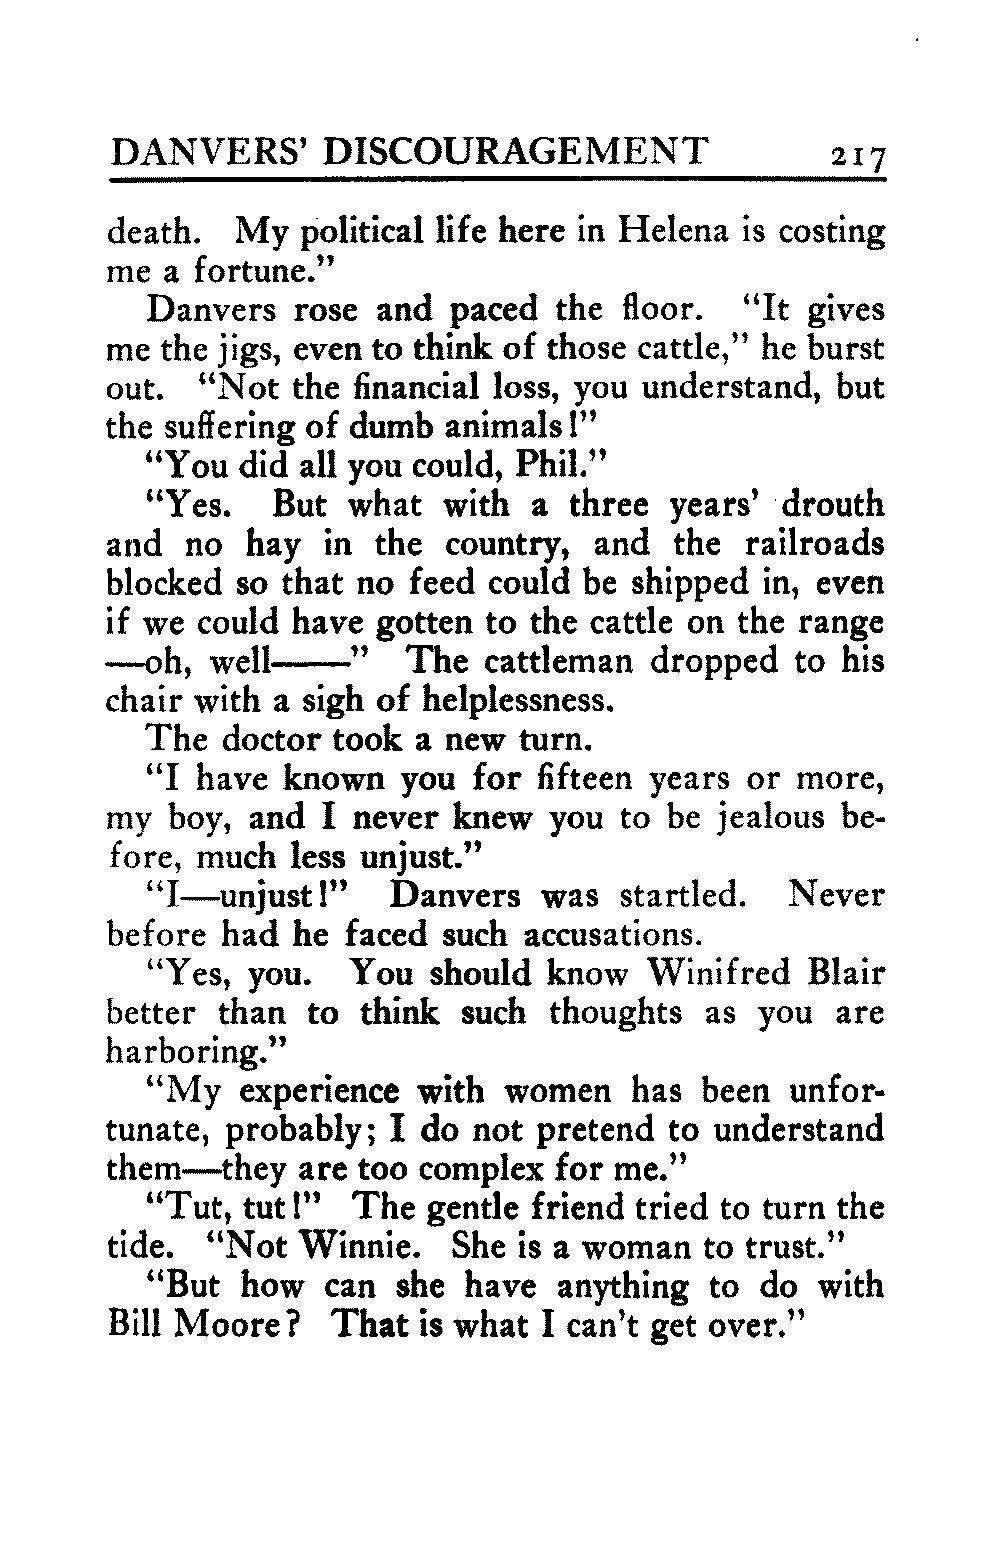 DANVERS' DISCOURAGEMENT 217
death. My political life here in Helena is costing
me a fortune."
Danvers rose and paced the floor. "It gives
me the jigs, even to think of those cattle," he burst
out. "Not the financial loss, you understand, but
the suffering of dumb animals!"
"You did all you could, Phil."
"Yes. But what with a three years' drouth
and no hay in the country, and the railroads
blocked so that no feed could be shipped in, even
if we could have gotten to the cattle on the range
—oh, well——" The cattleman dropped to his
chair with a sigh of helplessness.
The doctor took a new turn.
"I have known you for fifteen years or more,
my boy, and I never knew you to be jealous be-
fore, much less unjust."
"I—unjust!" Danvers was startled. Never
before had he faced such accusations.
"Yes, you. You should know Winifred Blair
better than to think such thoughts as you are
harboring."
"My experience with women has been unfor-
tunate, probably; I do not pretend to understand
them—they are too complex for me."
"Tut, tut!" The gentle friend tried to turn the
tide. "Not Winnie. She is a woman to trust."
"But how can she have anything to do with
Bill Moore? That is what I can't get over."